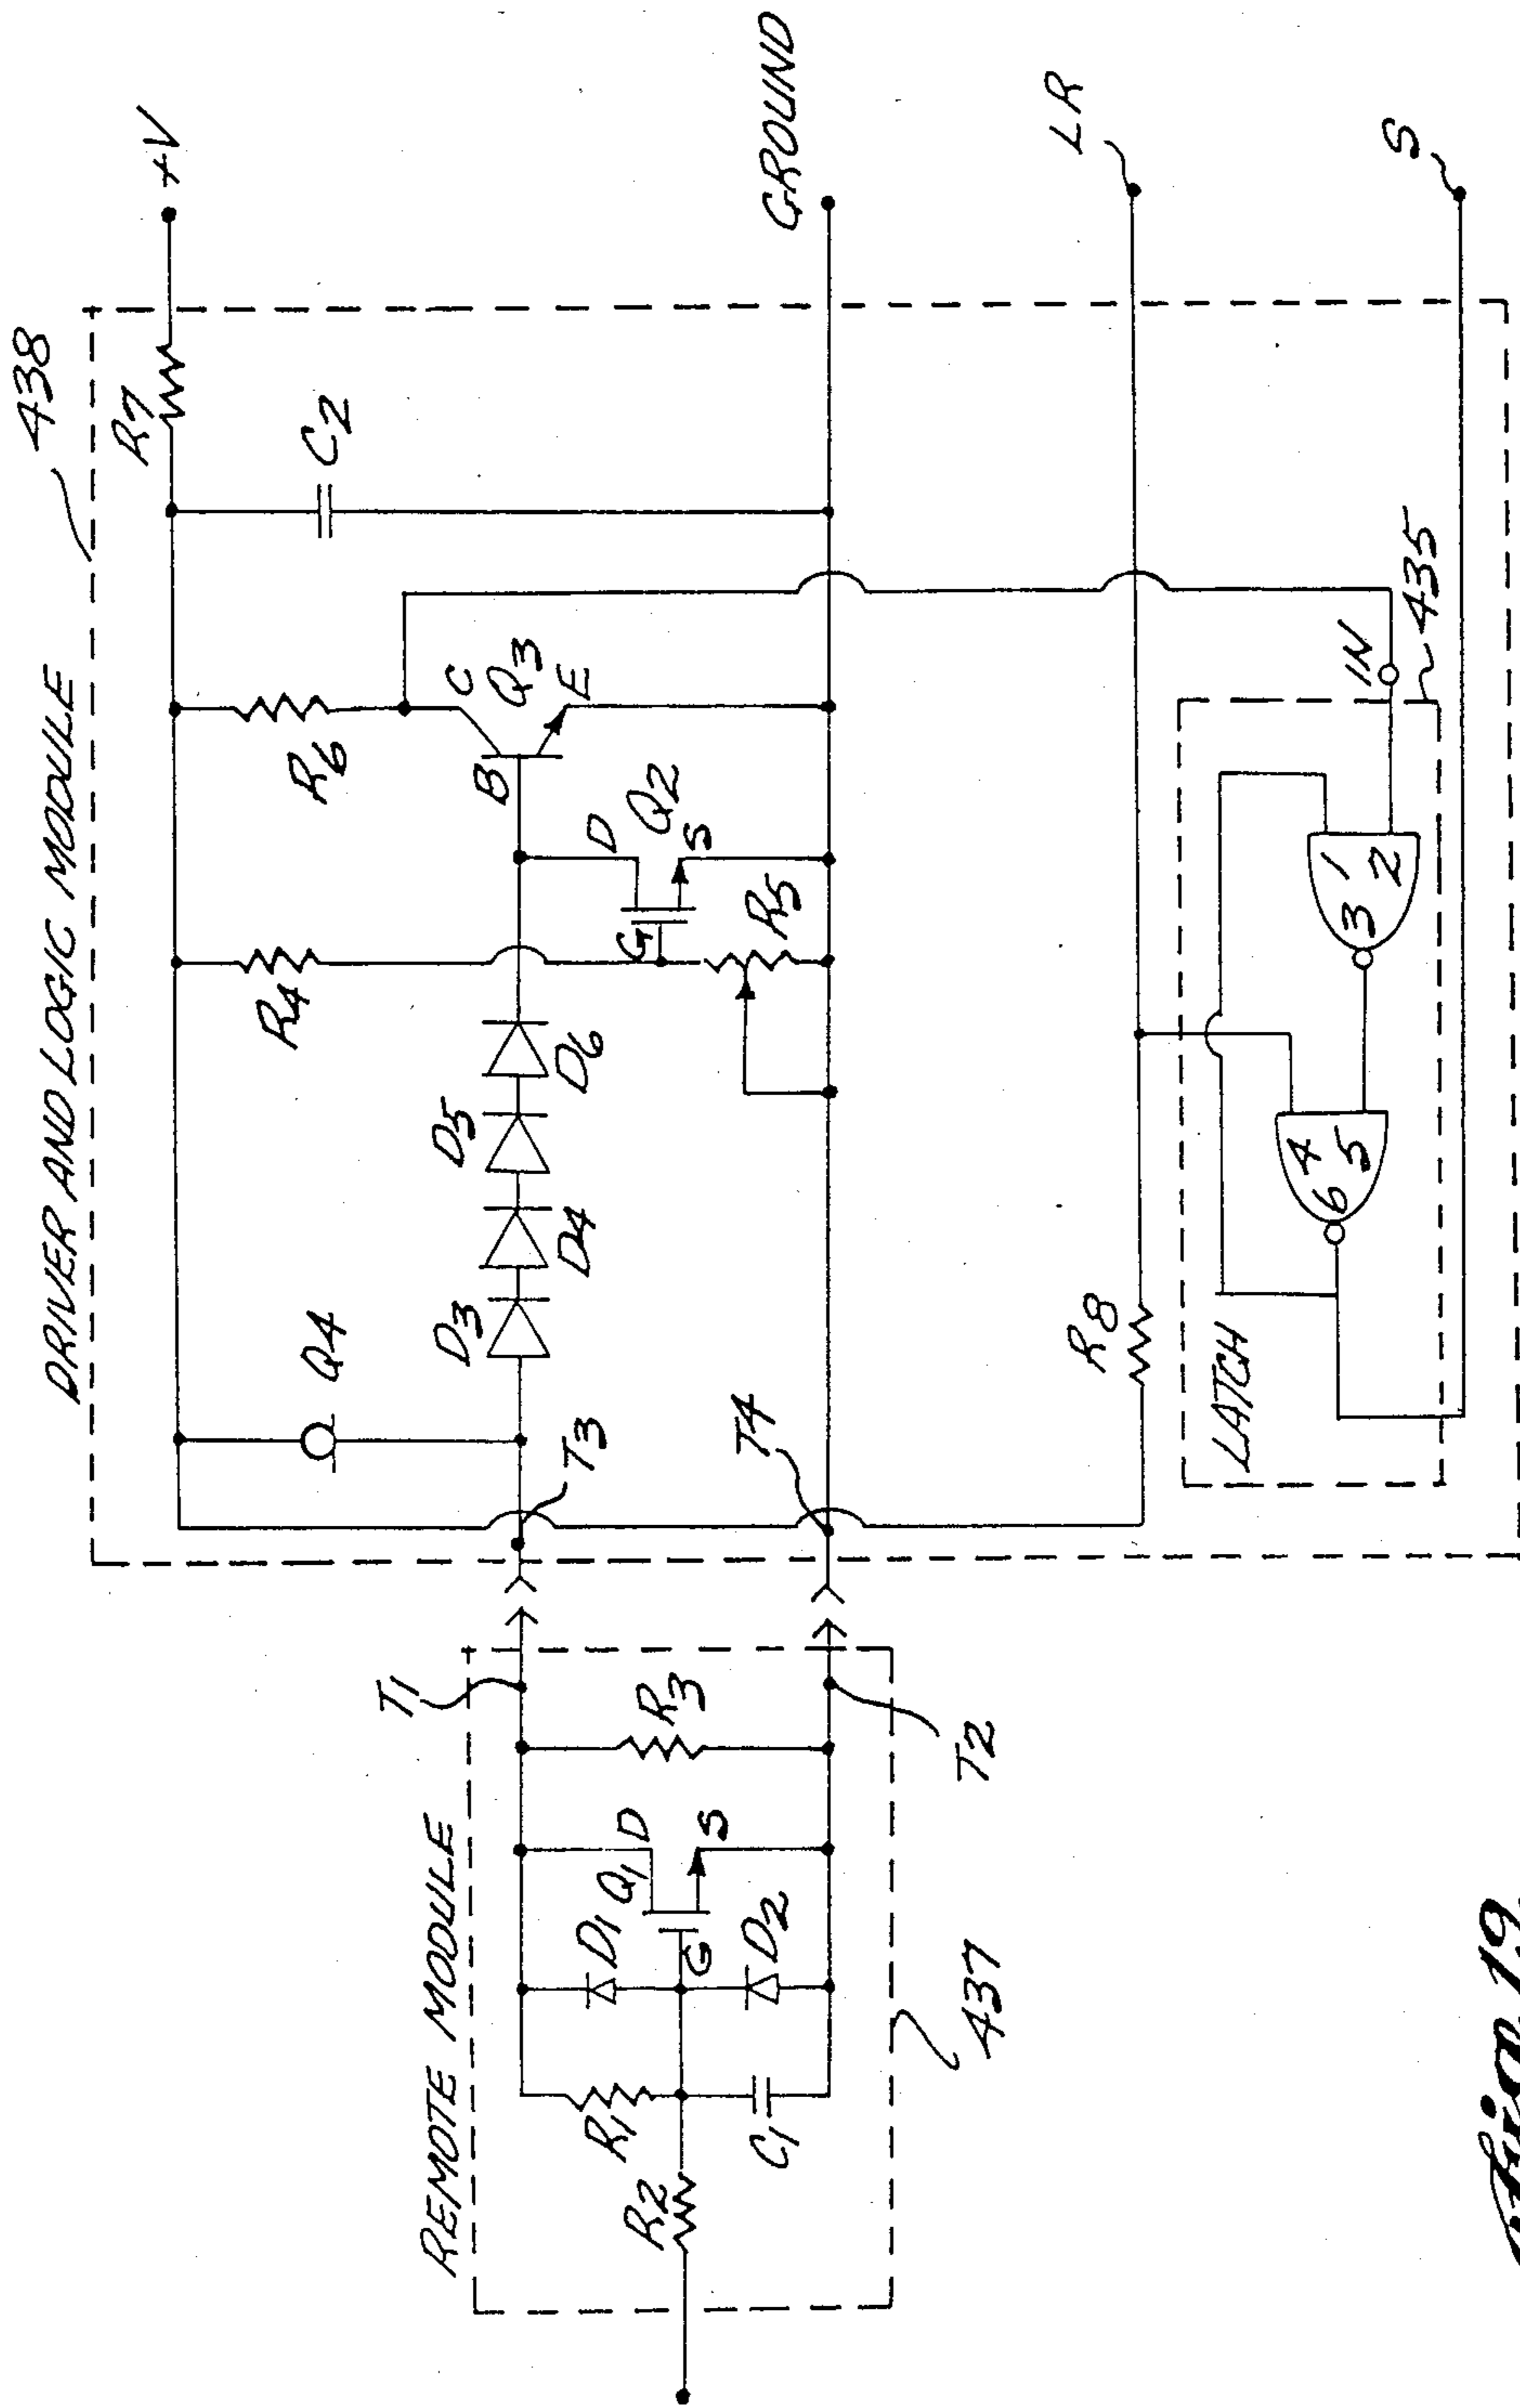 DRIVER AND LOGIC MODULE
438
+V
R7
C2
GROUND
LR
S
R6
C
B
Q3
E
R4
D
Q2
G
S
R5
D3
D4
D5
D6
Q4
T3
T4
R8
IN
435
LATCH
1
2
3
4
5
6
REMOTE MODULE
T1
R3
T2
D
Q1
G
S
D1
D2
R1
C1
R2
437
Fig. 19.